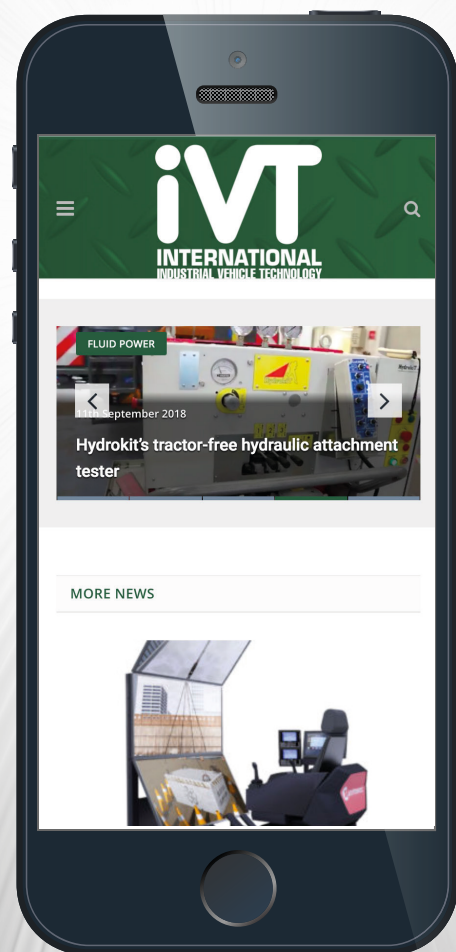 iVT
INTERNATIONAL
INDUSTRIAL VEHICLE TECHNOLOGY
FLUID POWER
11th September 2018
Hydrokit's tractor-free hydraulic attachment
tester
MORE NEWS